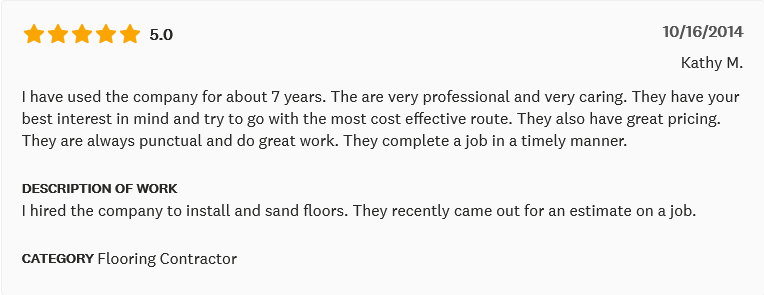 5.0
10/16/2014
Kathy M.
I have used the company for about 7 years. The are very professional and very caring. They have your
best interest in mind and try to go with the most cost effective route. They also have great pricing.
They are always punctual and do great work. They complete a job in a timely manner.
DESCRIPTION OF WORK
I hired the company to install and sand floors. They recently came out for an estimate on a job.
CATEGORY Flooring Contractor